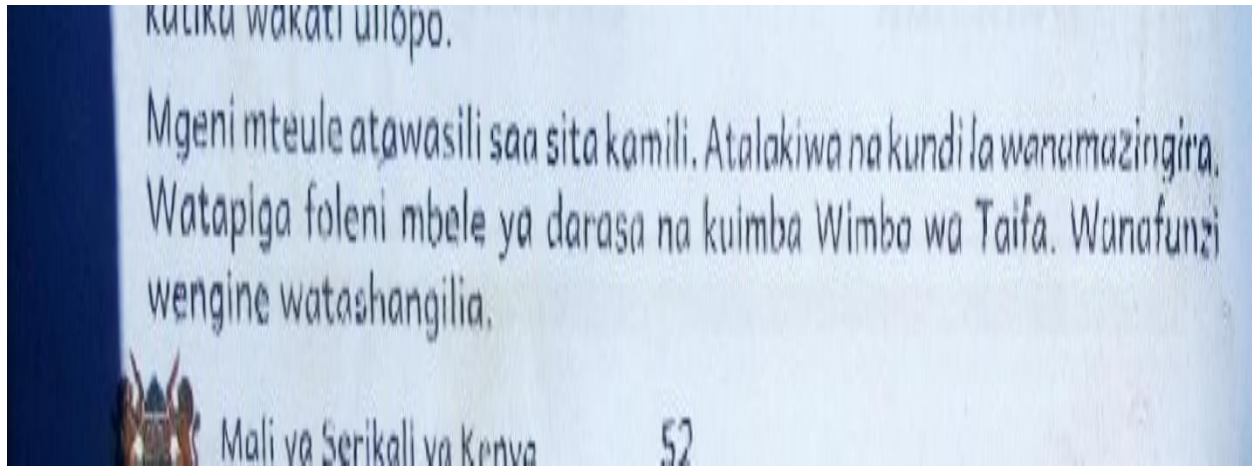 katika wakati uliopo.
Mgeni mteule atawasili saa sita kamili. Atalakiwa na kundi la wanamazingira.
Watapiga foleni mbele ya darasa na kuimba Wimbo wa Taifa. Wanafunzi
wengine watashangilia.
Mali ya Serikali ya Kenya 52